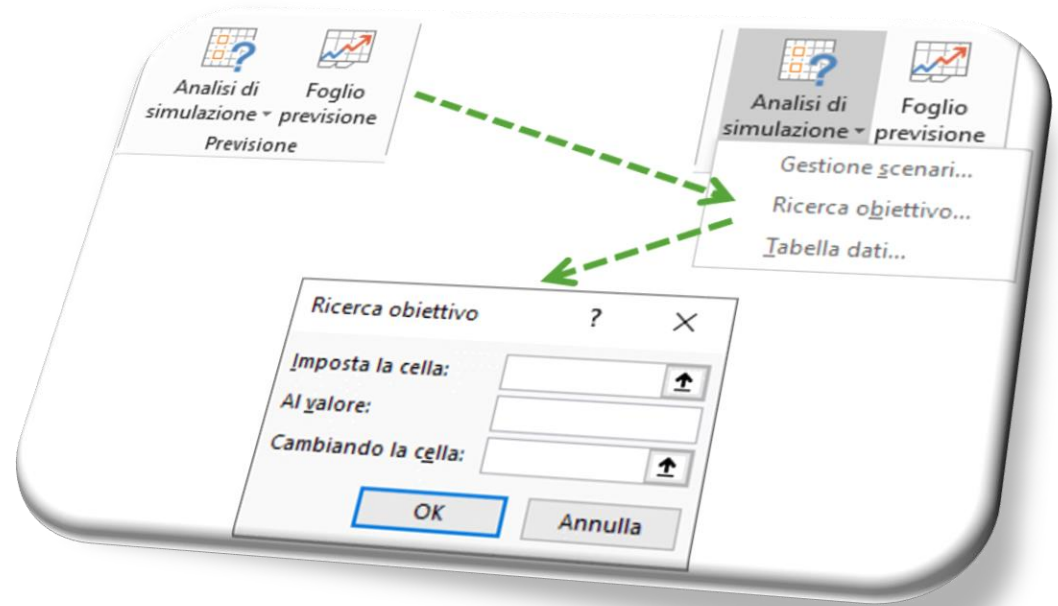 Analisi di
simulazione
Foglio
previsione
Previsione
Analisi di
simulazione
Foglio
previsione
Gestione scenari...
Ricerca obiettivo...
Tabella dati...
Ricerca obiettivo ?
Imposta la cella:
Al valore:
Cambiando la cella:
OK Annulla